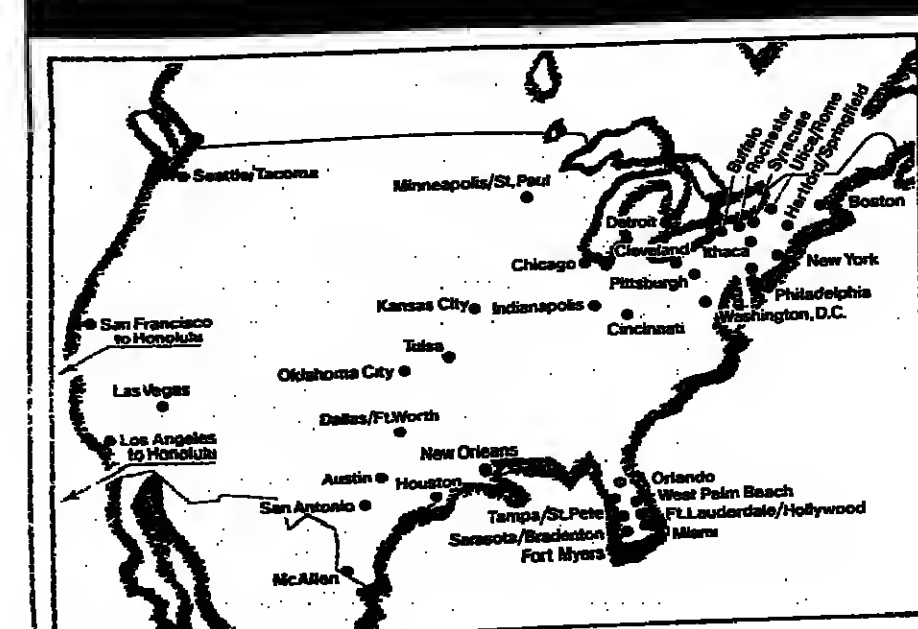 Buffalo
Rochester
Syracuse
Utica/Rome
Hartford/Springfield
Seattle/Tacoma
Minneapolis/St.Paul
Boston
Detroit
Cleveland
Ithaca
Chicago
New York
Pittsburgh
Philadelphia
Kansas City
Indianapolis
Washington, D.C.
San Francisco
to Honolulu
Cincinnati
Tulsa
Oklahoma City
Las Vegas
Dallas/Ft.Worth
Los Angeles
to Honolulu
New Orleans
Austin
Houston
Orlando
West Palm Beach
San Antonio
Tampa/St.Pete
Ft.Lauderdale/Hollywood
Sarasota/Bradenton
Miami
Fort Myers
McAllen